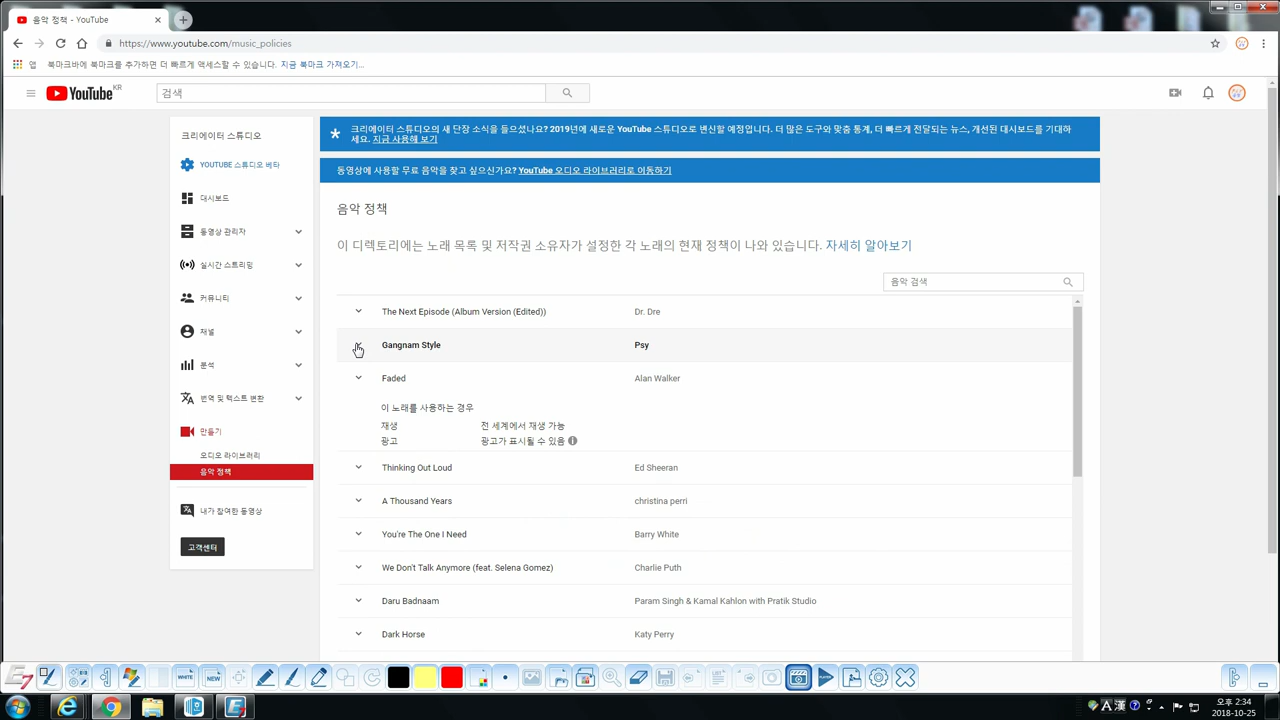 음악 정책 - YouTube
https://www.youtube.com/music_policies
앱
북마크바에 북마크를 추가하면 더 빠르게 액세스할 수 있습니다. 지금 북마크 가져오기...
YouTube KR
검색
크리에이터 스튜디오
YOUTUBE 스튜디오 베타
대시보드
동영상 관리자
실시간 스트리밍
커뮤니티
채널
분석
번역 및 텍스트 변환
만들기
오디오 라이브러리
음악 정책
내가 참여한 동영상
고객센터
크리에이터 스튜디오의 새 단장 소식을 들으셨나요? 2019년에 새로운 YouTube 스튜디오로 변신할 예정입니다. 더 많은 도구와 맞춤 통계, 더 빠르게 전달되는 뉴스, 개선된 대시보드를 기대하
세요. 지금 사용해 보기
동영상에 사용할 무료 음악을 찾고 싶으신가요? YouTube 오디오 라이브러리로 이동하기
음악 정책
이 디렉토리에는 노래 목록 및 저작권 소유자가 설정한 각 노래의 현재 정책이 나와 있습니다. 자세히 알아보기
음악 검색
The Next Episode (Album Version (Edited)) Dr. Dre
Gangnam Style Psy
Faded Alan Walker
이 노래를 사용하는 경우
재생 전 세계에서 재생 가능
광고 광고가 표시될 수 있음
Thinking Out Loud Ed Sheeran
A Thousand Years christina perri
You're The One I Need Barry White
We Don't Talk Anymore (feat. Selena Gomez) Charlie Puth
Daru Badnaam Param Singh & Kamal Kahlon with Pratik Studio
Dark Horse Katy Perry
WHITE
NEW
A 漢
오후 2:34
2018-10-25